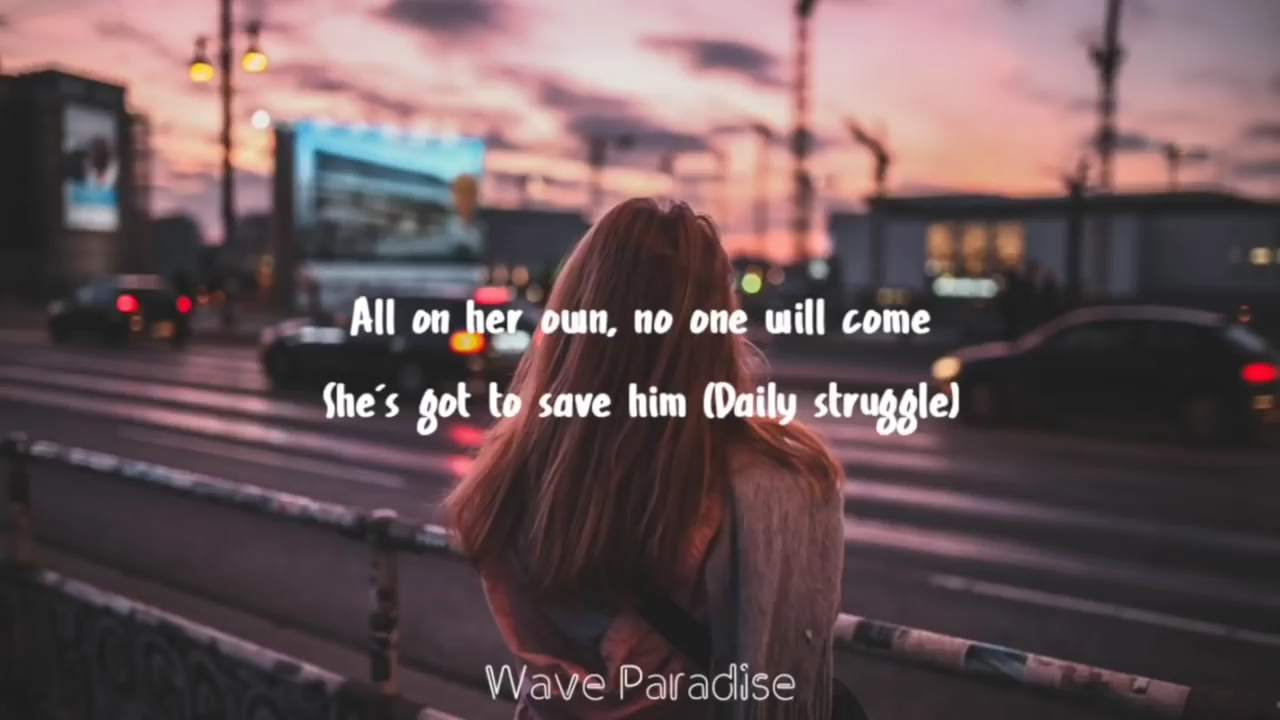 All on her own, no one will come
She's got to save him (Daily struggle)
Wave Paradise